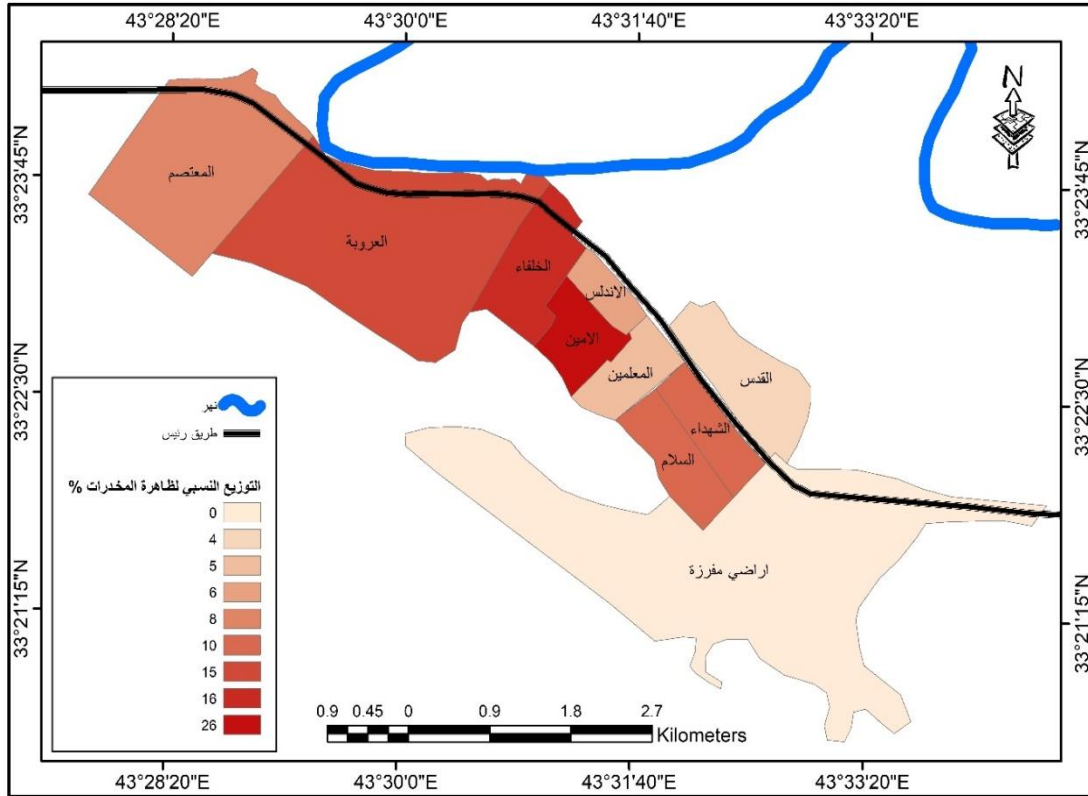 43°28'20"E 43°30'0"E 43°31'40"E 43°33'20"E
N
33°23'45"N
33°23'45"N
المعتصم
العروبة
الخلفاء
الاندلس
الامين
المعلمين
القدس
33°22'30"N
33°22'30"N
الشهداء
السلام
نهر
طريق رئيس
التوزيع النسبي لظاهرة المخدرات %
0
4
5
6
8
10
15
16
26
اراضي مفرزة
33°21'15"N
33°21'15"N
0.9 0.45 0 0.9 1.8 2.7
Kilometers
43°28'20"E 43°30'0"E 43°31'40"E 43°33'20"E